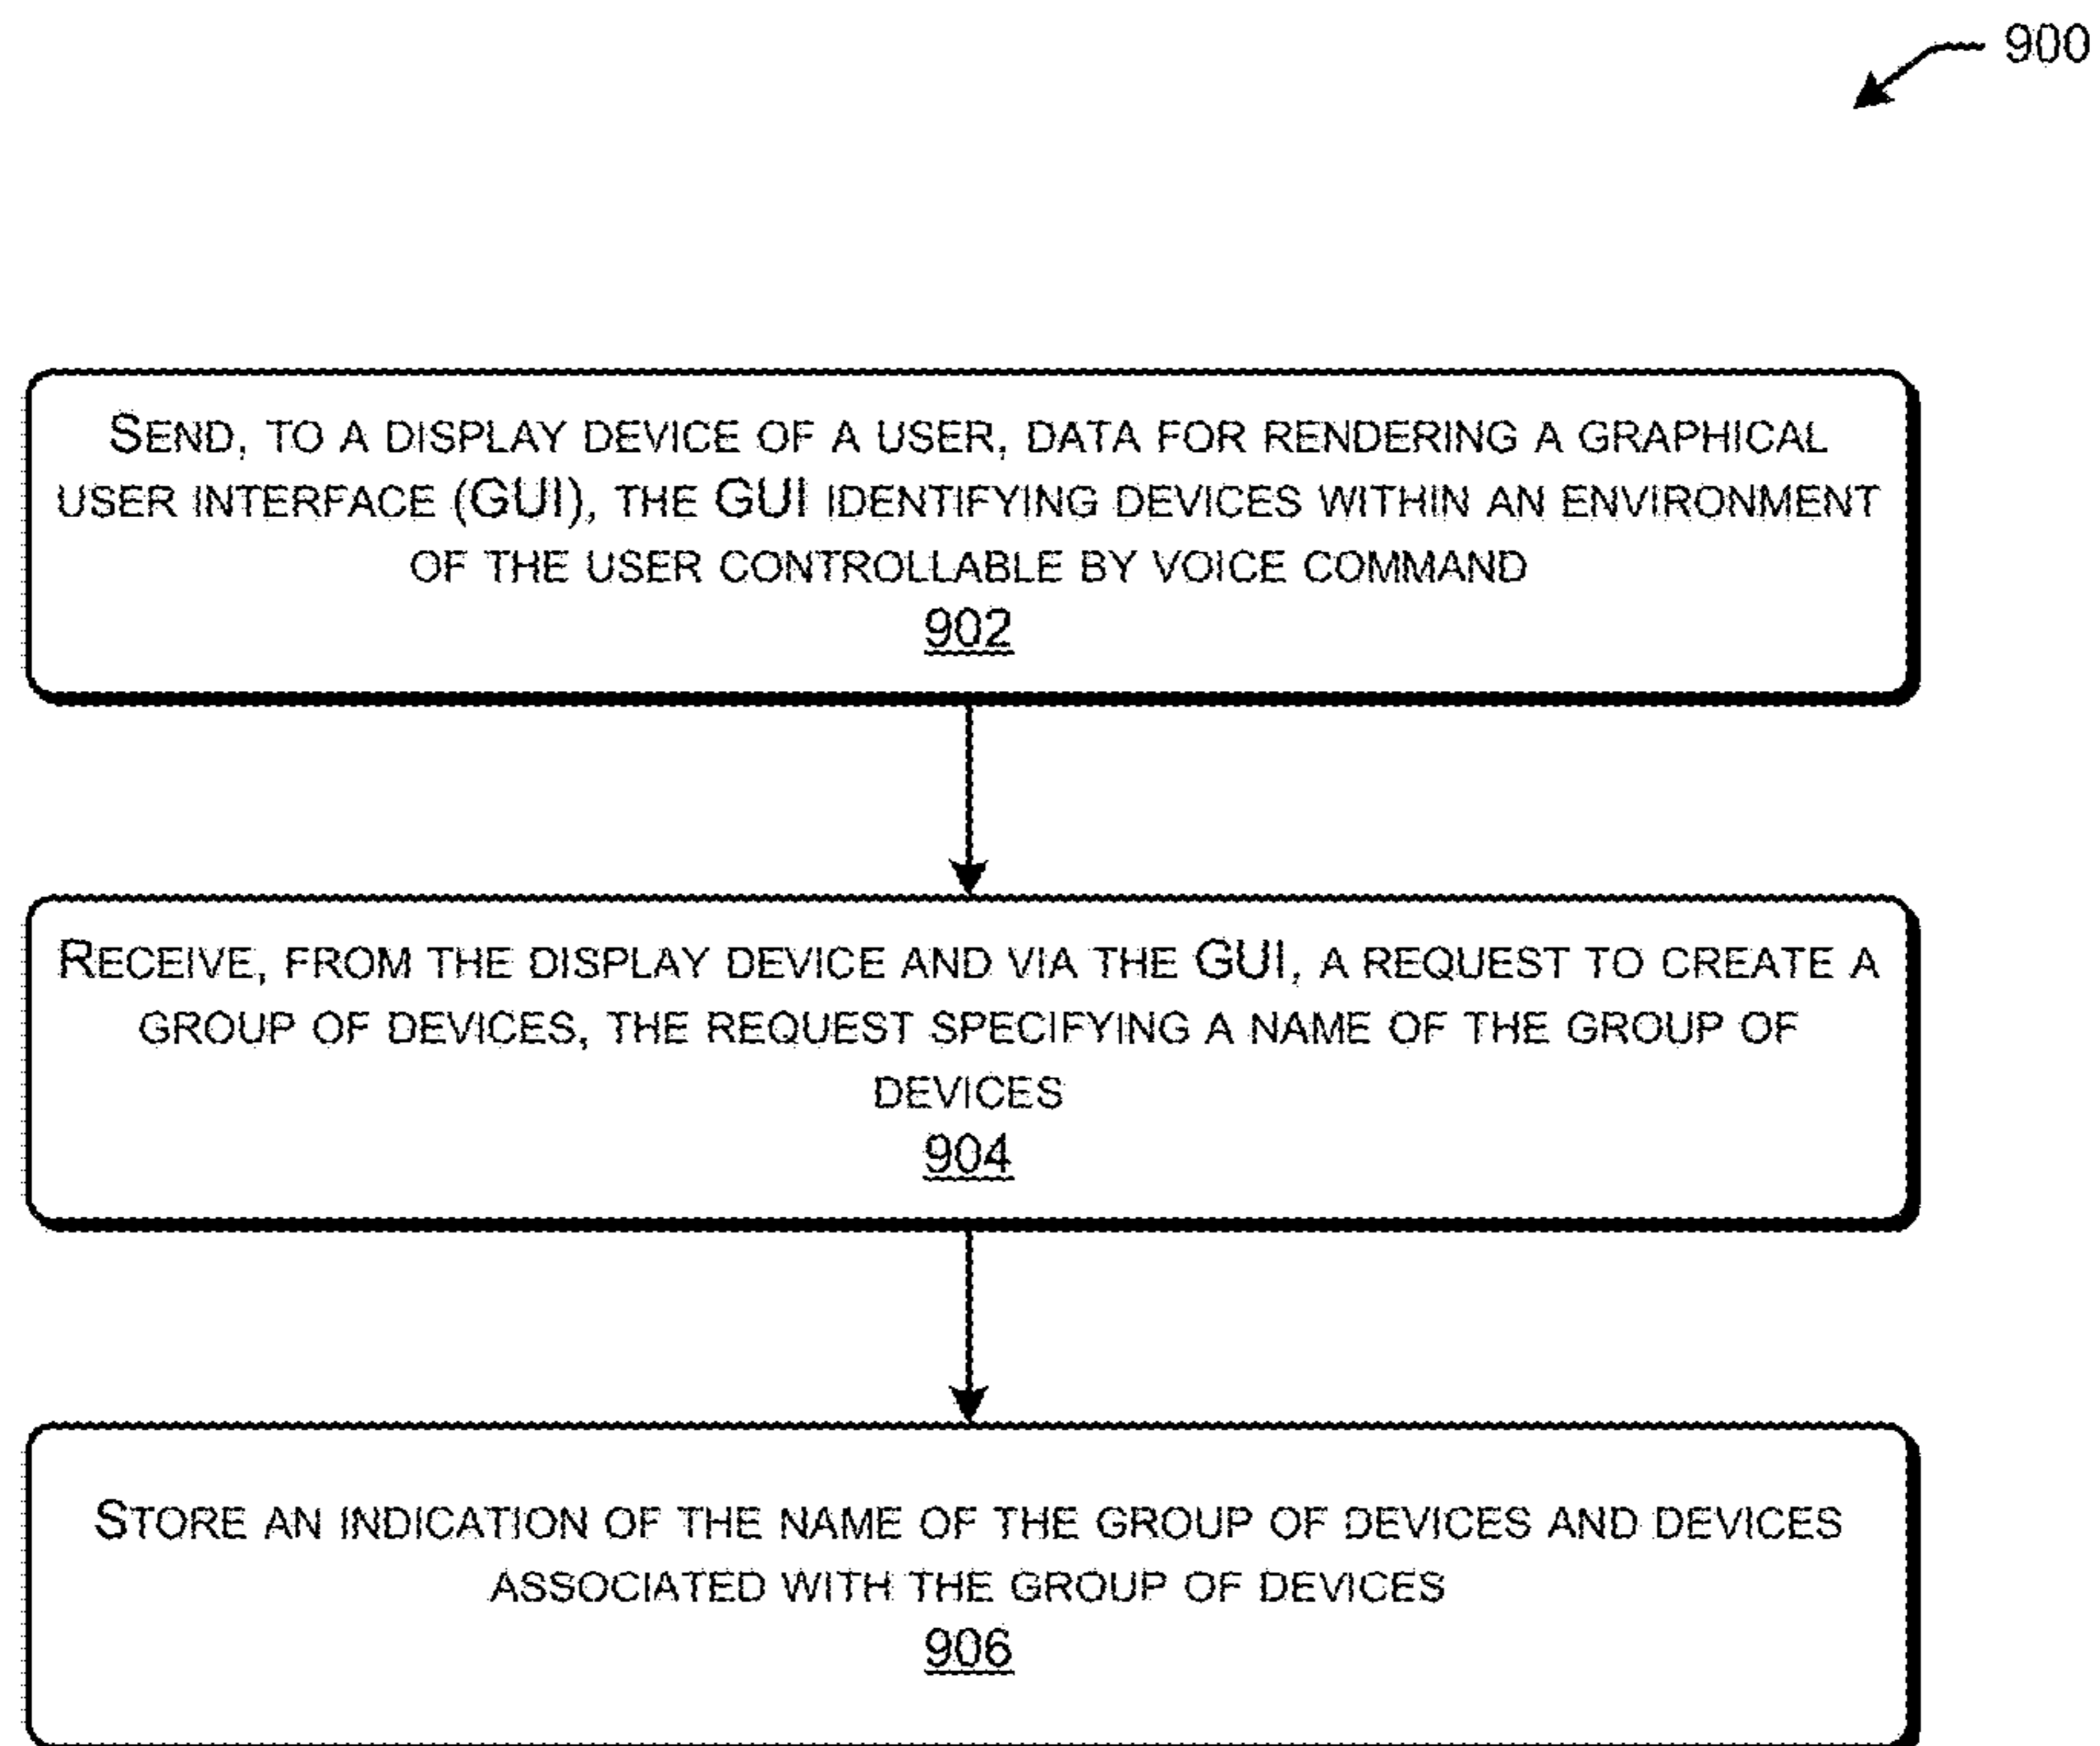 900
SEND, TO A DISPLAY DEVICE OF A USER, DATA FOR RENDERING A GRAPHICAL
USER INTERFACE (GUI), THE GUI IDENTIFYING DEVICES WITHIN AN ENVIRONMENT
OF THE USER CONTROLLABLE BY VOICE COMMAND
902
RECEIVE, FROM THE DISPLAY DEVICE AND VIA THE GUI, A REQUEST TO CREATE A
GROUP OF DEVICES, THE REQUEST SPECIFYING A NAME OF THE GROUP OF
DEVICES
904
STORE AN INDICATION OF THE NAME OF THE GROUP OF DEVICES AND DEVICES
ASSOCIATED WITH THE GROUP OF DEVICES
906